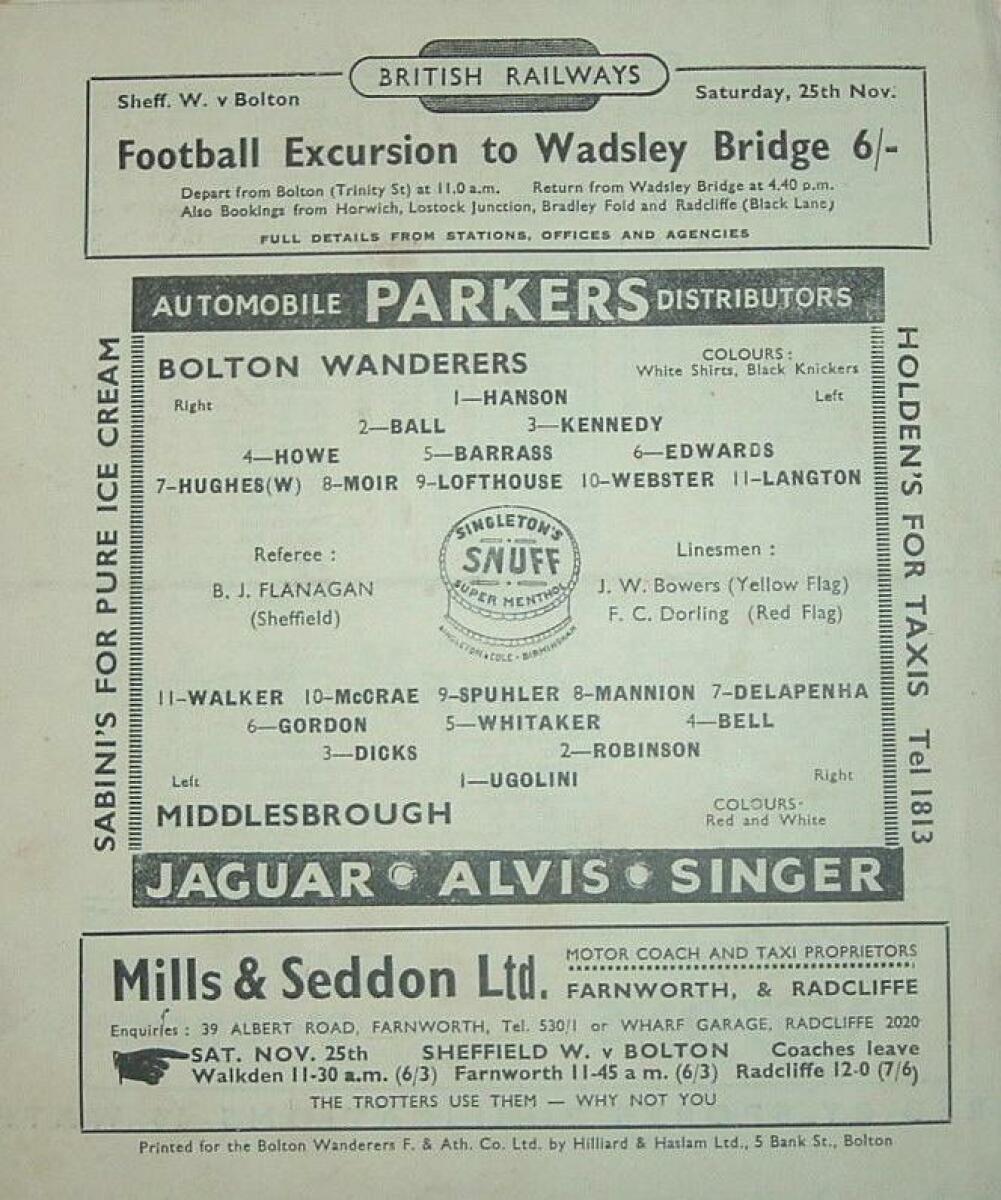 BRITISH RAILWAYS
Sheff. W. v Bolton
Saturday, 25th Nov.
Football Excursion to Wadsley Bridge 6/-
Depart from Bolton (Trinity St) at 11.0 a.m. Return from Wadsley Bridge at 4.40 p.m.
Also Bookings from Horwich, Lostock Junction, Bradley Fold and Radcliffe (Black Lane)
FULL DETAILS FROM STATIONS, OFFICES AND AGENCIES
AUTOMOBILE PARKERS DISTRIBUTORS
SABINI'S FOR PURE ICE CREAM
HOLDEN'S FOR TAXIS Tel 1813
BOLTON WANDERERS
COLOURS:
White Shirts, Black Knickers
Right
1—HANSON
Left
2—BALL 3—KENNEDY
4—HOWE 5—BARRASS 6—EDWARDS
7-HUGHES(W) 8-MOIR 9-LOFTHOUSE 10-WEBSTER 11-LANGTON
Referee :
B. J. FLANAGAN
(Sheffield)
SINGLETON'S
SNUFF
SUPER MENTHOL
SINGLETON & COLE - BIRMINGHAM
Linesmen :
J. W. Bowers (Yellow Flag)
F. C. Dorling (Red Flag)
11-WALKER 10-McCRAE 9-SPUHLER 8-MANNION 7-DELAPENHA
6—GORDON 5—WHITAKER 4—BELL
3—DICKS 2—ROBINSON
Left
1—UGOLINI
Right
MIDDLESBROUGH
COLOURS-
Red and White
JAGUAR ALVIS SINGER
Mills & Seddon Ltd.
MOTOR COACH AND TAXI PROPRIETORS
FARNWORTH, & RADCLIFFE
Enquiries : 39 ALBERT ROAD, FARNWORTH, Tel. 530/1 or WHARF GARAGE, RADCLIFFE 2020
SAT. NOV. 25th SHEFFIELD W. v BOLTON Coaches leave
Walkden 11-30 a.m. (6/3) Farnworth 11-45 a m. (6/3) Radcliffe 12-0 (7/6)
THE TROTTERS USE THEM — WHY NOT YOU
Printed for the Bolton Wanderers F. & Ath. Co. Ltd. by Hilliard & Haslam Ltd., 5 Bank St., Bolton